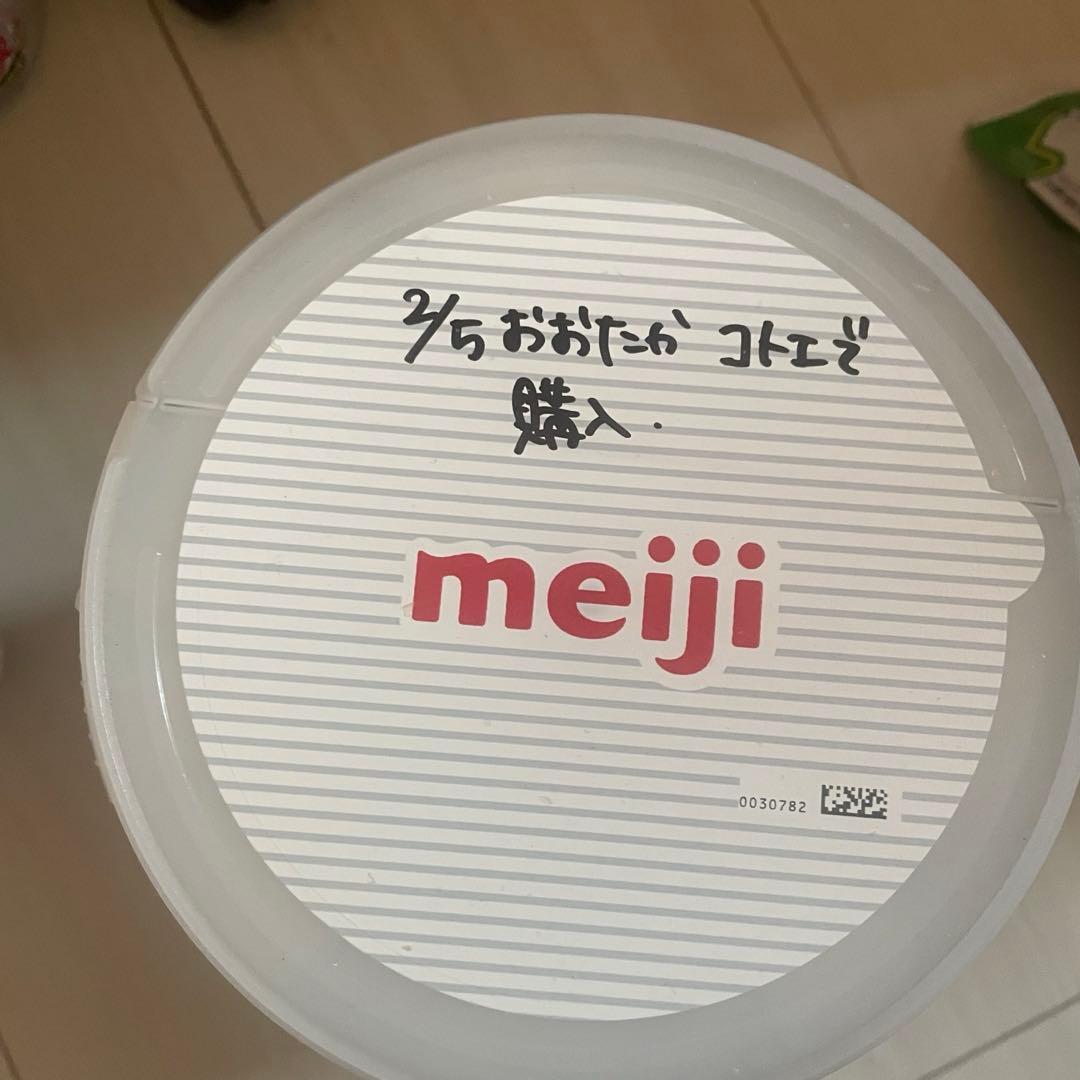 2/5 おおたか コトエで
購入.
meiji
0030782